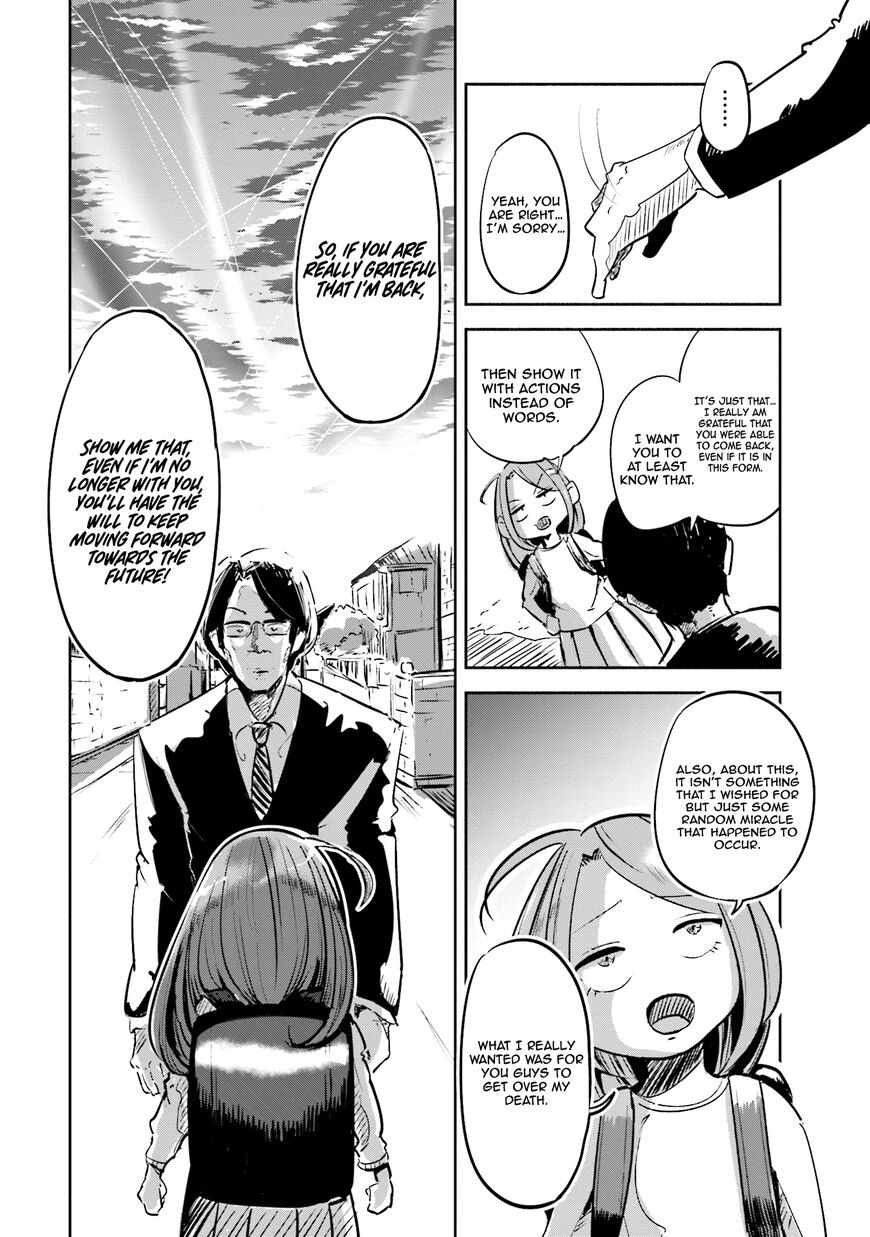 ........
YEAH, YOU
ARE RIGHT...
I'M SORRY...
IT'S JUST THAT...
I REALLY AM
GRATEFUL THAT
YOU WERE ABLE
TO COME BACK,
EVEN IF IT IS IN
THIS FORM.
I WANT YOU
TO AT LEAST
KNOW THAT.
THEN SHOW IT
WITH ACTIONS
INSTEAD OF
WORDS.
ALSO, ABOUT THIS,
IT ISN'T SOMETHING
THAT I WISHED FOR
BUT JUST SOME
RANDOM MIRACLE
THAT HAPPENED TO
OCCUR.
WHAT I REALLY
WANTED WAS FOR
YOU GUYS TO
GET OVER MY
DEATH.
SO, IF YOU ARE
REALLY GRATEFUL
THAT I'M BACK,
SHOW ME THAT,
EVEN IF I'M NO
LONGER WITH YOU,
YOU'LL HAVE THE
WILL TO KEEP
MOVING FORWARD
TOWARDS THE
FUTURE!